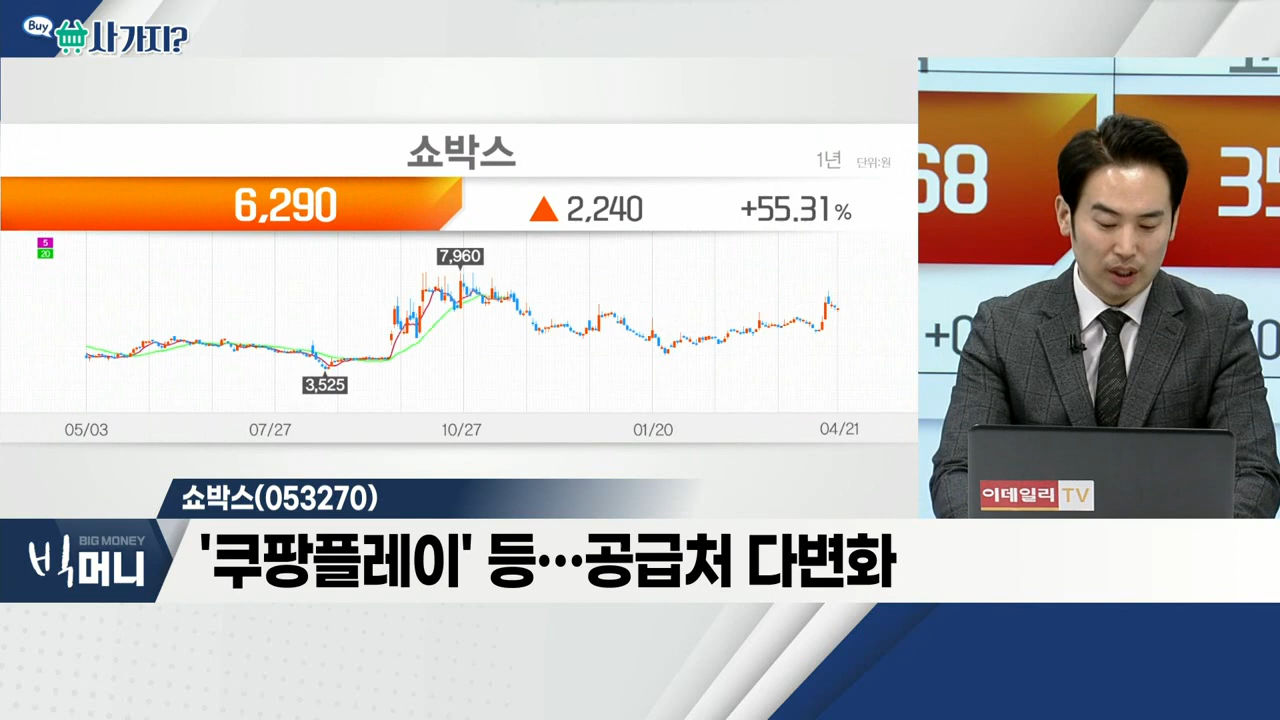 Buy
사 가지?
쇼박스
1년 단위:원
6,290 ▲ 2,240 +55.31%
5
20
7,960
3,525
05/03 07/27 10/27 01/20 04/21
68
35
+0
이데일리 TV
쇼박스(053270)
BIG MONEY
빅머니
'쿠팡플레이' 등…공급처 다변화